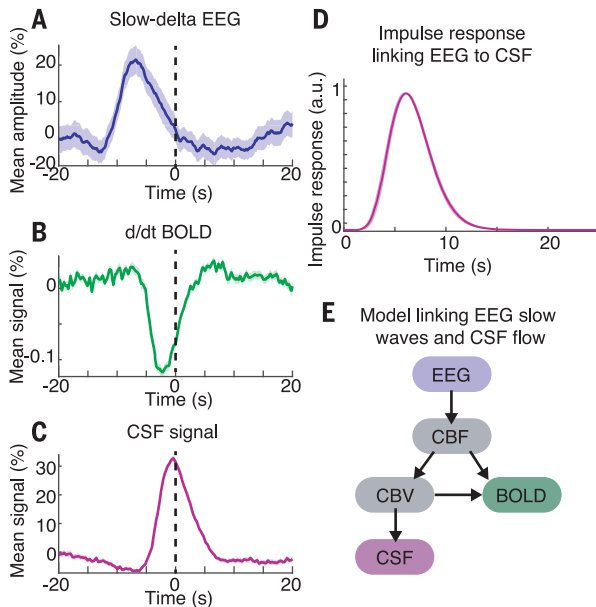 A
Slow-delta EEG
Mean amplitude (%)
20
10
0
-20
-20
0
20
Time (s)
B
d/dt BOLD
Mean signal (%)
0
-0.1
-20
0
20
Time (s)
C
CSF signal
Mean signal (%)
30
20
10
0
-20
0
20
Time (s)
D
Impulse response
linking EEG to CSF
Impulse response (a.u.)
1
0
0
10
20
Time (s)
E
Model linking EEG slow
waves and CSF flow
EEG
CBF
CBV
BOLD
CSF